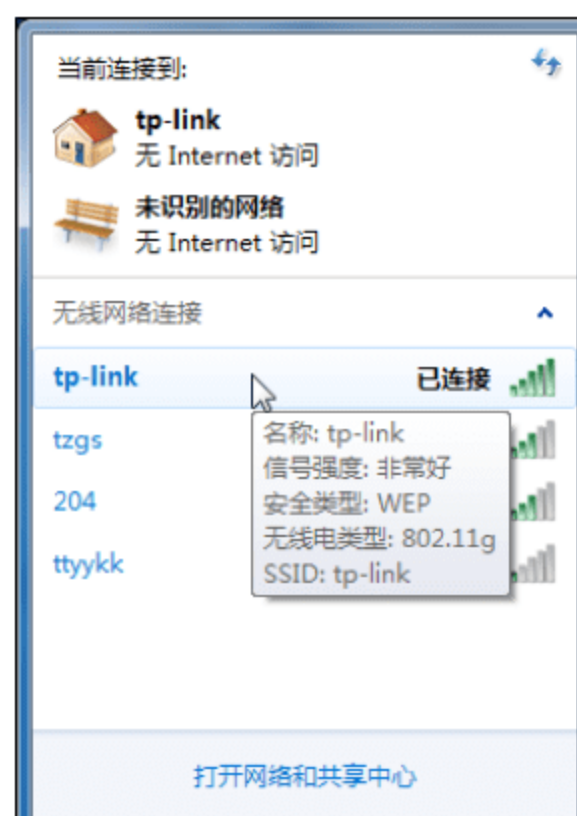 当前连接到:
tp-link
无 Internet 访问
未识别的网络
无 Internet 访问
无线网络连接
tp-link 已连接
名称: tp-link
tzgs
信号强度: 非常好
204
安全类型: WEP
无线电类型: 802.11g
ttyykk
SSID: tp-link
打开网络和共享中心